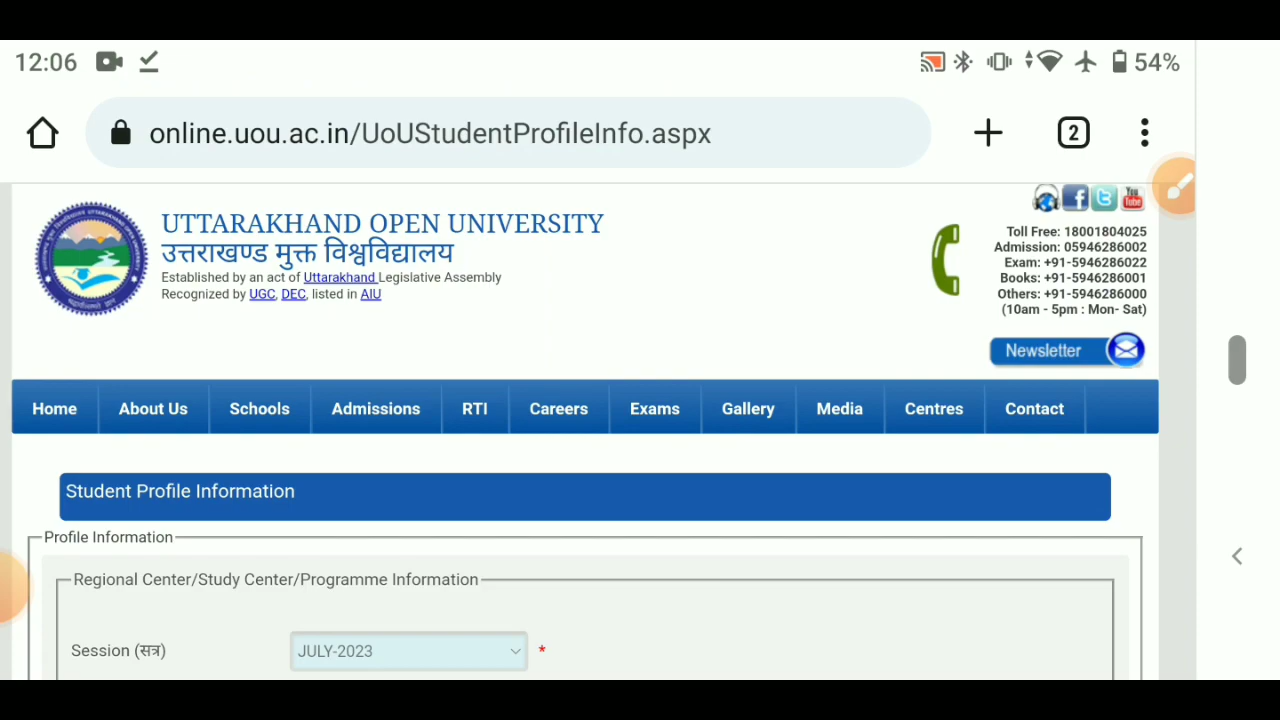 12:06
54%
online.uou.ac.in/UoUStudentProfileInfo.aspx
2
UTTARAKHAND OPEN UNIVERSITY
उत्तराखण्ड मुक्त विश्वविद्यालय
Established by an act of Uttarakhand Legislative Assembly
Recognized by UGC, DEC, listed in AIU
You
Tube
Toll Free: 18001804025
Admission: 05946286002
Exam: +91-5946286022
Books: +91-5946286001
Others: +91-5946286000
(10am - 5pm : Mon- Sat)
Newsletter
Home About Us Schools Admissions RTI Careers Exams Gallery Media Centres Contact
Student Profile Information
Profile Information
Regional Center/Study Center/Programme Information
Session (सत्र) JULY-2023 *